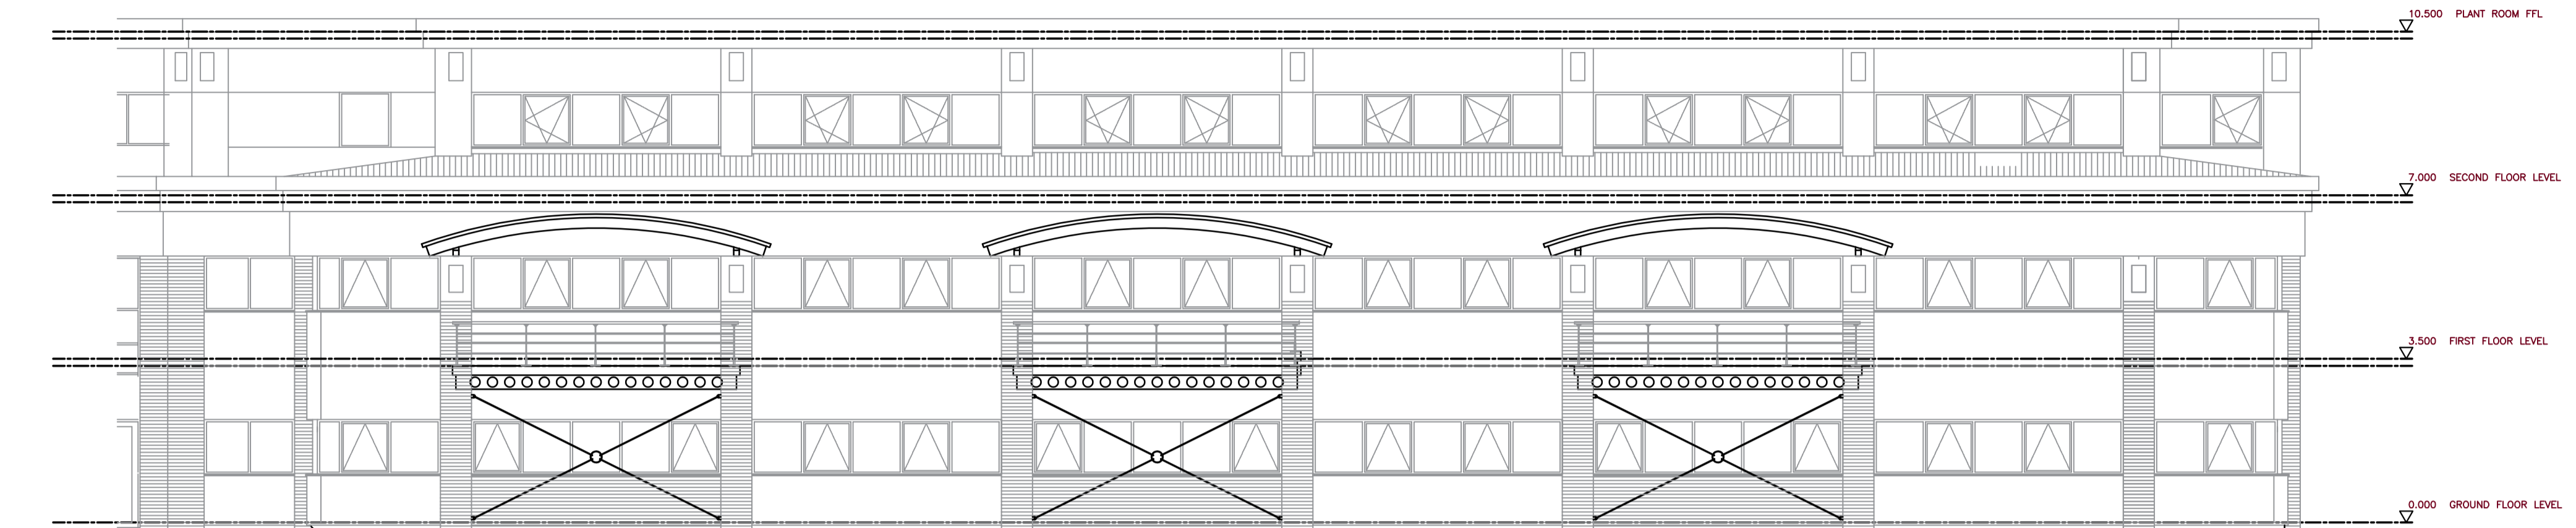 10.500 PLANT ROOM FFL
7.000 SECOND FLOOR LEVEL
3.500 FIRST FLOOR LEVEL
0.000 GROUND FLOOR LEVEL